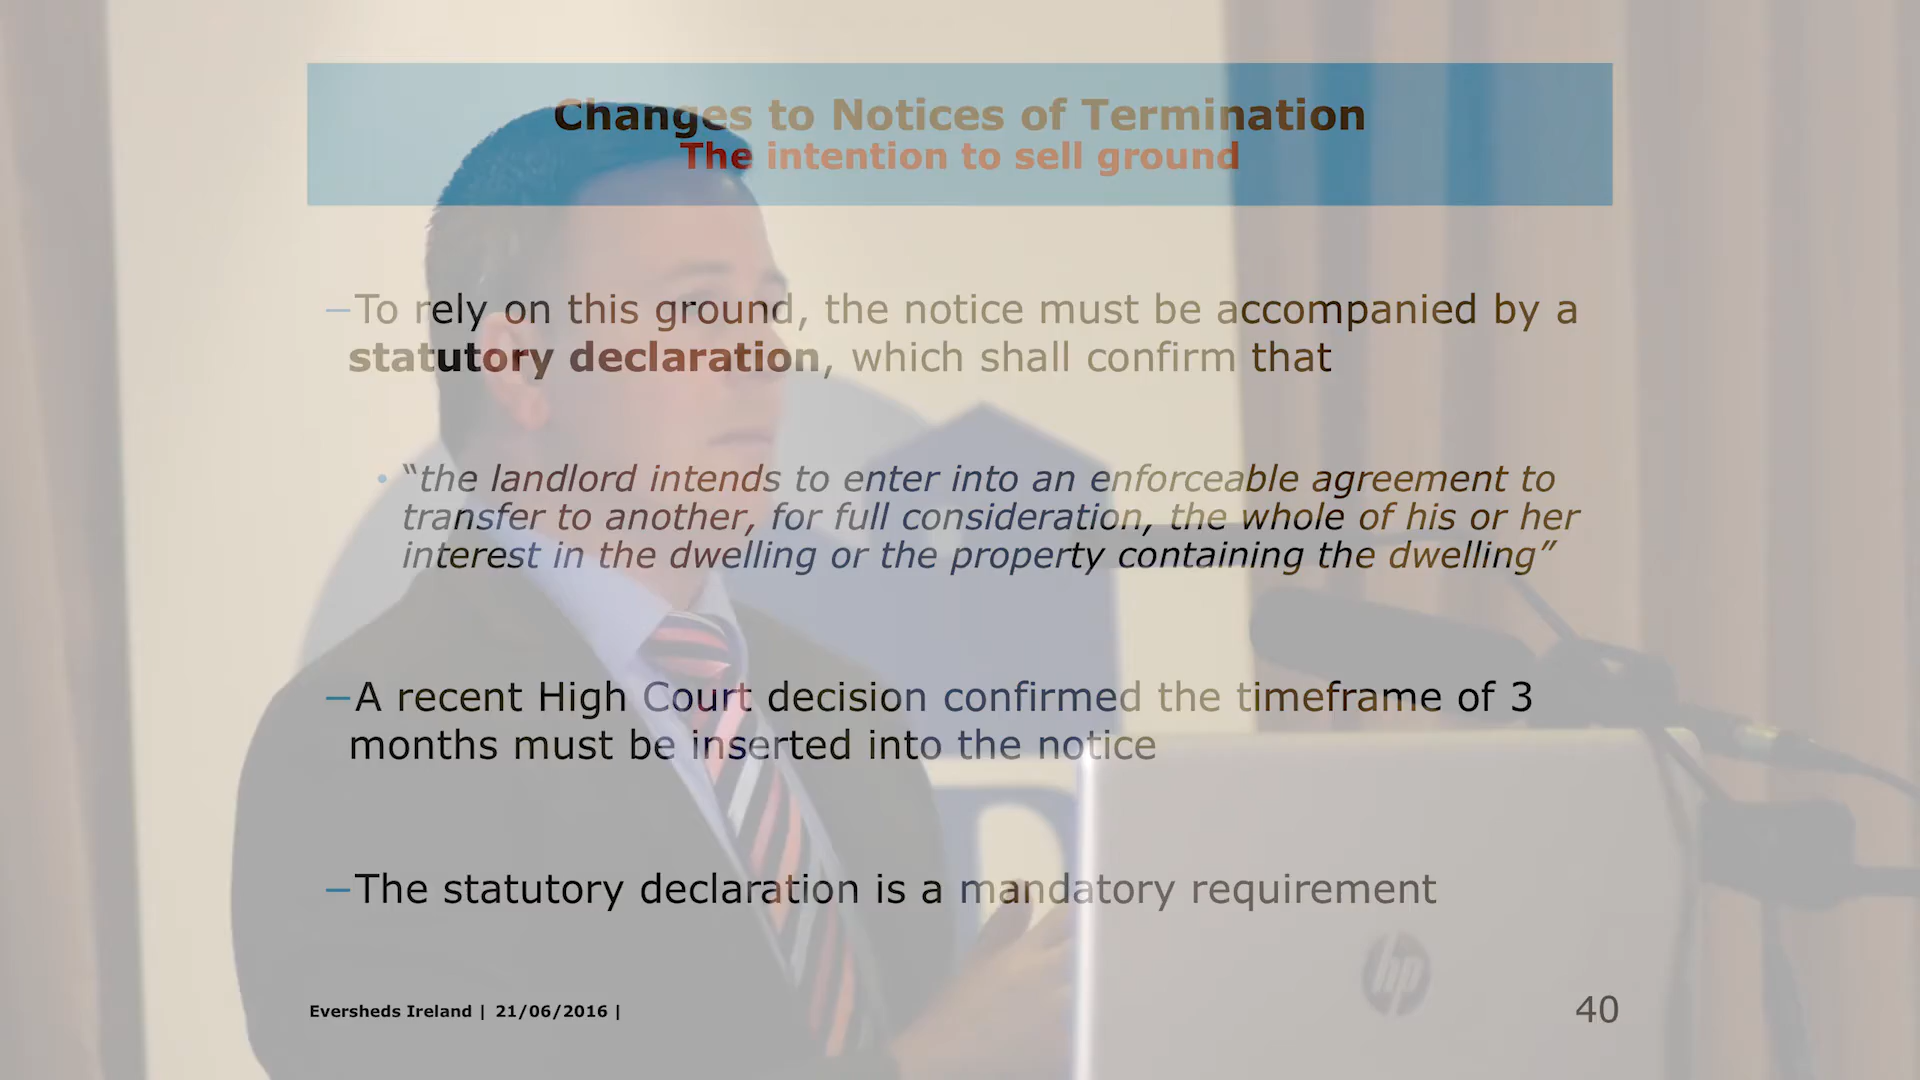 Changes to Notices of Termination
The intention to sell ground
–To rely on this ground, the notice must be accompanied by a
statutory declaration, which shall confirm that
• “the landlord intends to enter into an enforceable agreement to
transfer to another, for full consideration, the whole of his or her
interest in the dwelling or the property containing the dwelling”
–A recent High Court decision confirmed the timeframe of 3
months must be inserted into the notice
–The statutory declaration is a mandatory requirement
hp
Eversheds Ireland | 21/06/2016 |
40